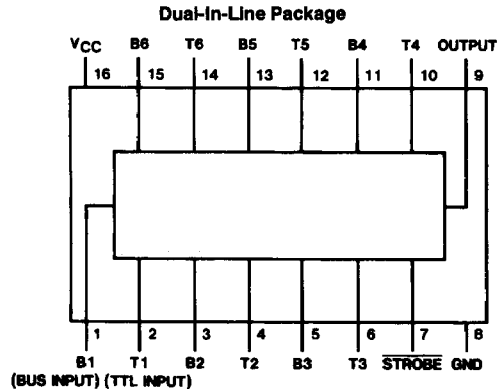 Dual-In-Line Package
VCC B6 T6 B5 T5 B4 T4 OUTPUT
16 15 14 13 12 11 10 9
1 2 3 4 5 6 7 8
B1 T1 B2 T2 B3 T3 STROBE GND
(BUS INPUT) (TTL INPUT)